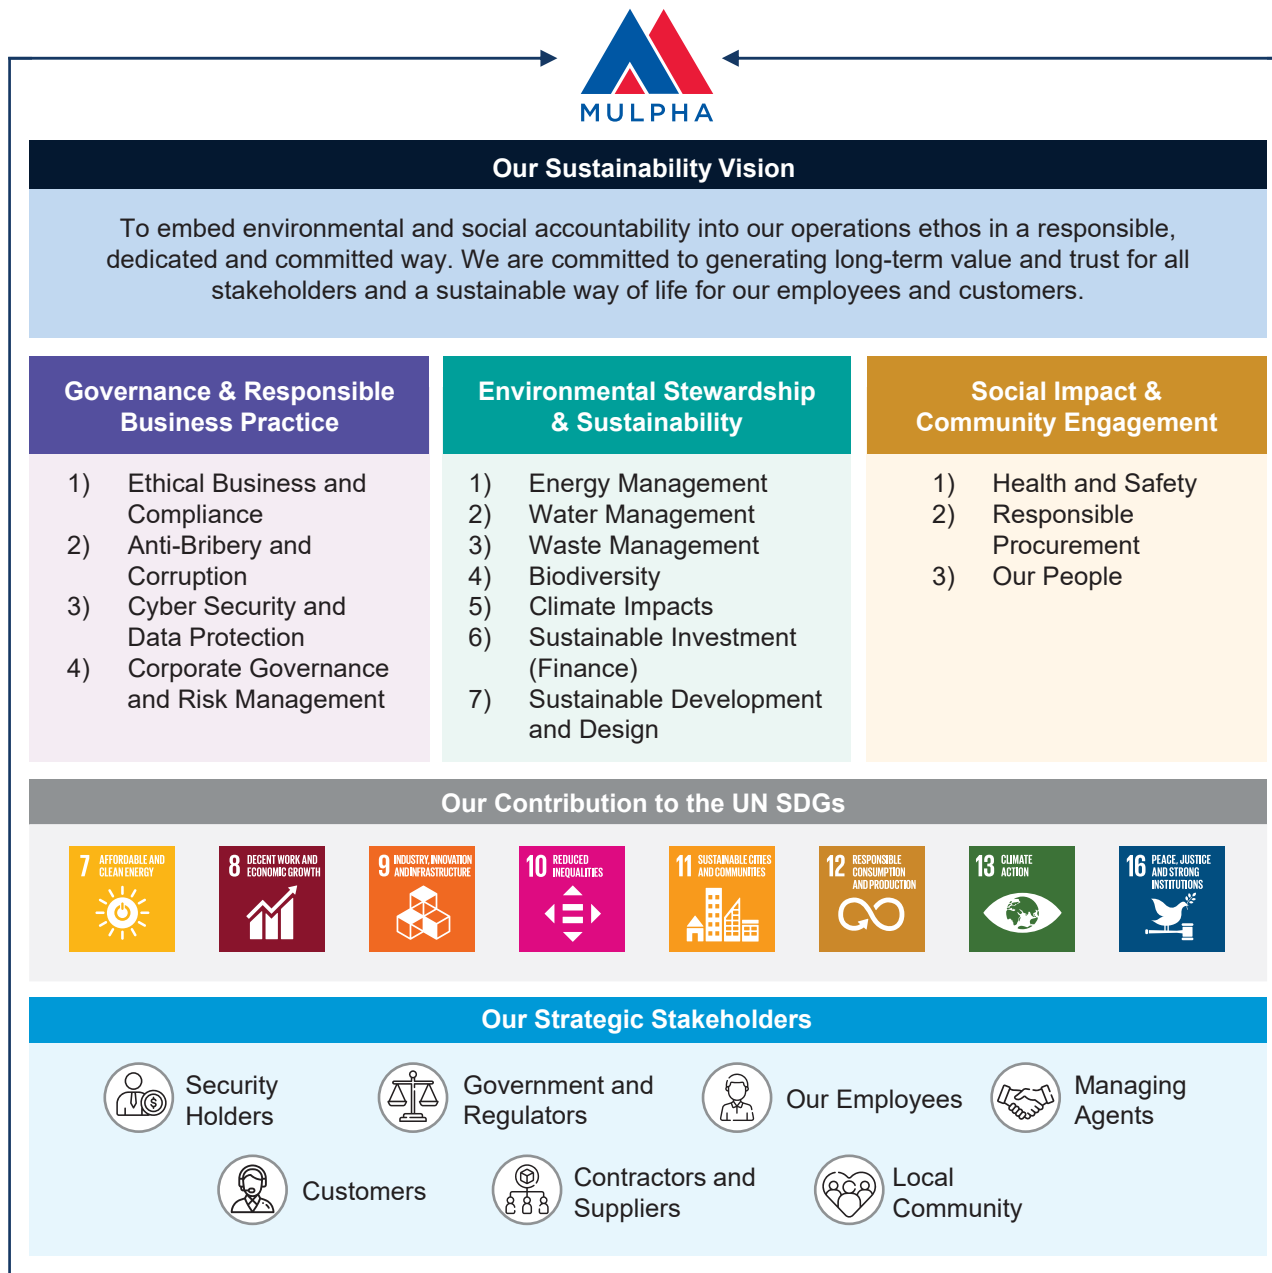 MULPHA
Our Sustainability Vision
To embed environmental and social accountability into our operations ethos in a responsible,
dedicated and committed way. We are committed to generating long-term value and trust for all
stakeholders and a sustainable way of life for our employees and customers.
Governance & Responsible
Business Practice
1) Ethical Business and
Compliance
2) Anti-Bribery and
Corruption
3) Cyber Security and
Data Protection
4) Corporate Governance
and Risk Management
Environmental Stewardship
& Sustainability
1) Energy Management
2) Water Management
3) Waste Management
4) Biodiversity
5) Climate Impacts
6) Sustainable Investment
(Finance)
7) Sustainable Development
and Design
Social Impact &
Community Engagement
1) Health and Safety
2) Responsible
Procurement
3) Our People
Our Contribution to the UN SDGs
7 AFFORDABLE AND
CLEAN ENERGY
8 DECENT WORK AND
ECONOMIC GROWTH
9 INDUSTRY, INNOVATION
AND INFRASTRUCTURE
10 REDUCED
INEQUALITIES
11 SUSTAINABLE CITIES
AND COMMUNITIES
12 RESPONSIBLE
CONSUMPTION
AND PRODUCTION
13 CLIMATE
ACTION
16 PEACE, JUSTICE
AND STRONG
INSTITUTIONS
Our Strategic Stakeholders
$
Security
Holders
Government and
Regulators
Our Employees
Managing
Agents
Customers
Contractors and
Suppliers
Local
Community